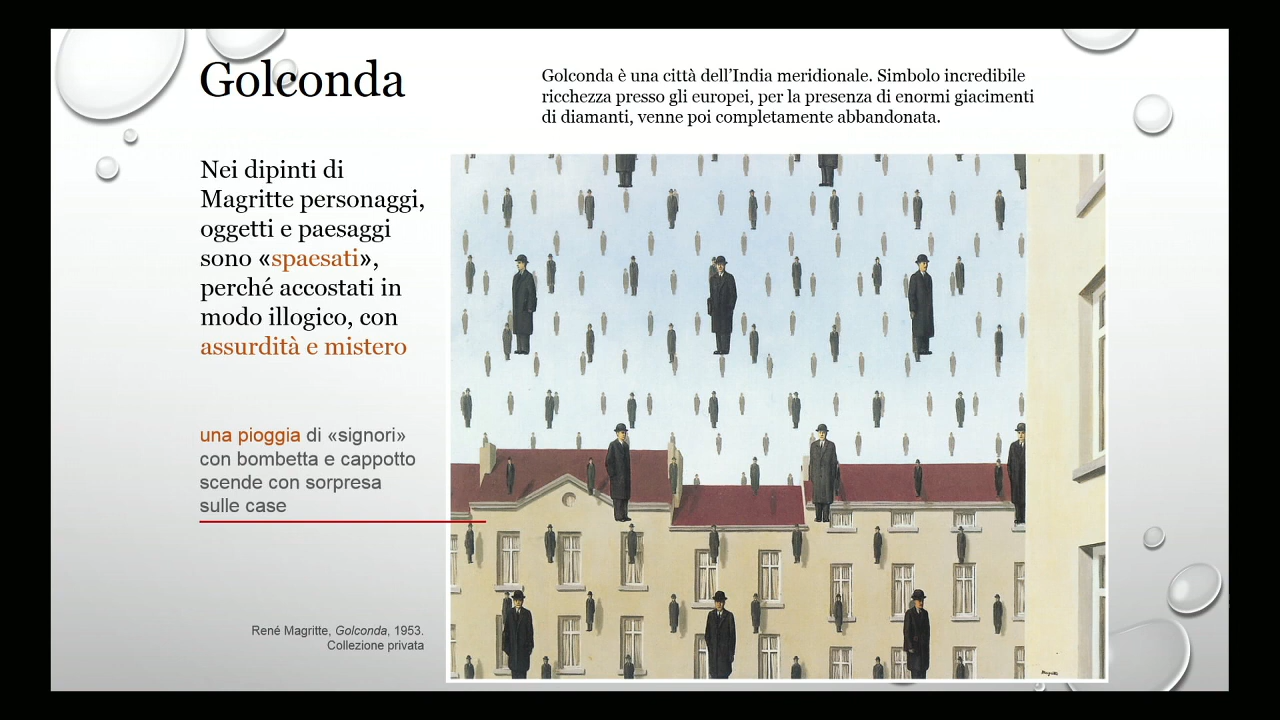 Golconda
Golconda è una città dell'India meridionale. Simbolo incredibile
ricchezza presso gli europei, per la presenza di enormi giacimenti
di diamanti, venne poi completamente abbandonata.
Nei dipinti di
Magritte personaggi,
oggetti e paesaggi
sono «spaesati»,
perché accostati in
modo illogico, con
assurdità e mistero
una pioggia di «signori»
con bombetta e cappotto
scende con sorpresa
sulle case
René Magritte, Golconda, 1953.
Collezione privata
Magritte